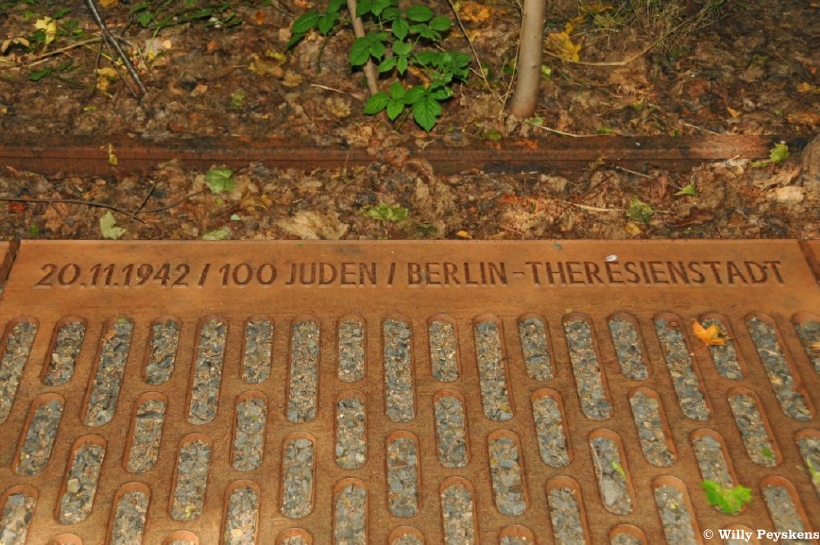 20.11.1942 / 100 JUDEN / BERLIN-THERESIENSTADT
© Willy Peyskens